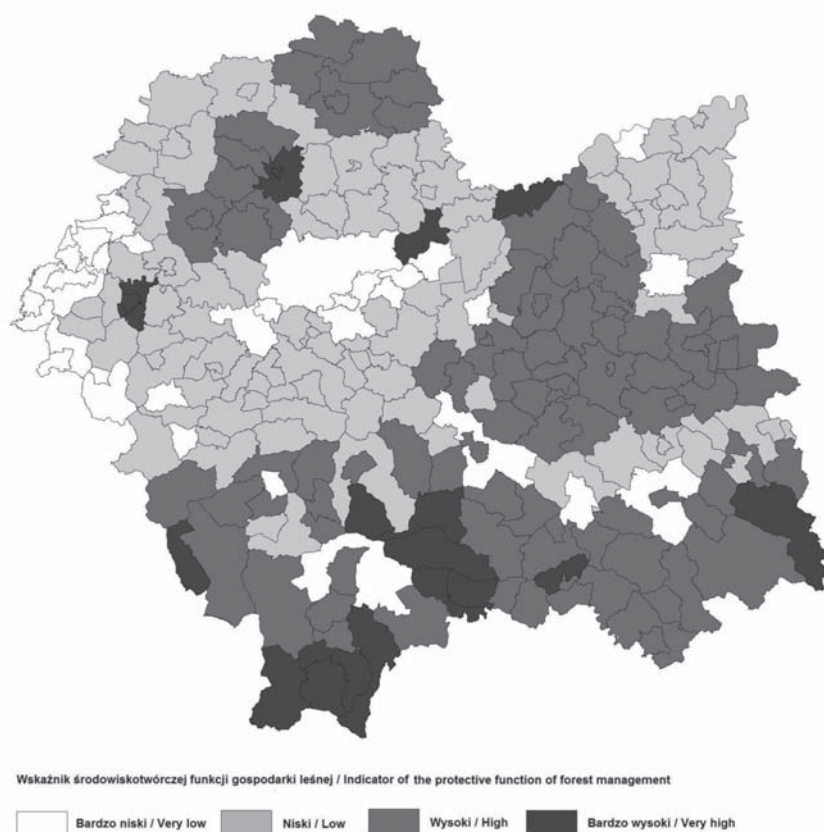 Wskaźnik środowiskotwórczej funkcji gospodarki leśnej / Indicator of the protective function of forest management
Bardzo niski / Very low Niski / Low Wysoki / High Bardzo wysoki / Very high